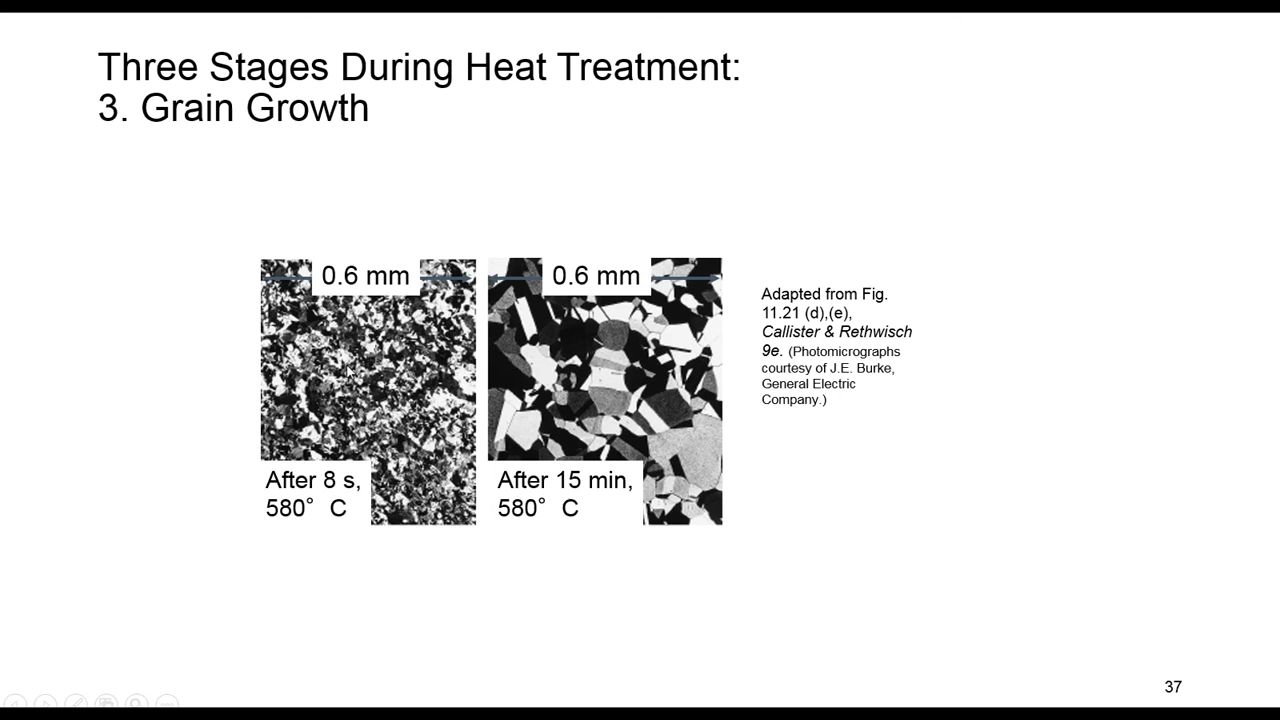 Three Stages During Heat Treatment:
3. Grain Growth
0.6 mm
0.6 mm
After 8 s,
580° C
After 15 min,
580° C
Adapted from Fig.
11.21 (d),(e),
Callister & Rethwisch
9e. (Photomicrographs
courtesy of J.E. Burke,
General Electric
Company.)
37